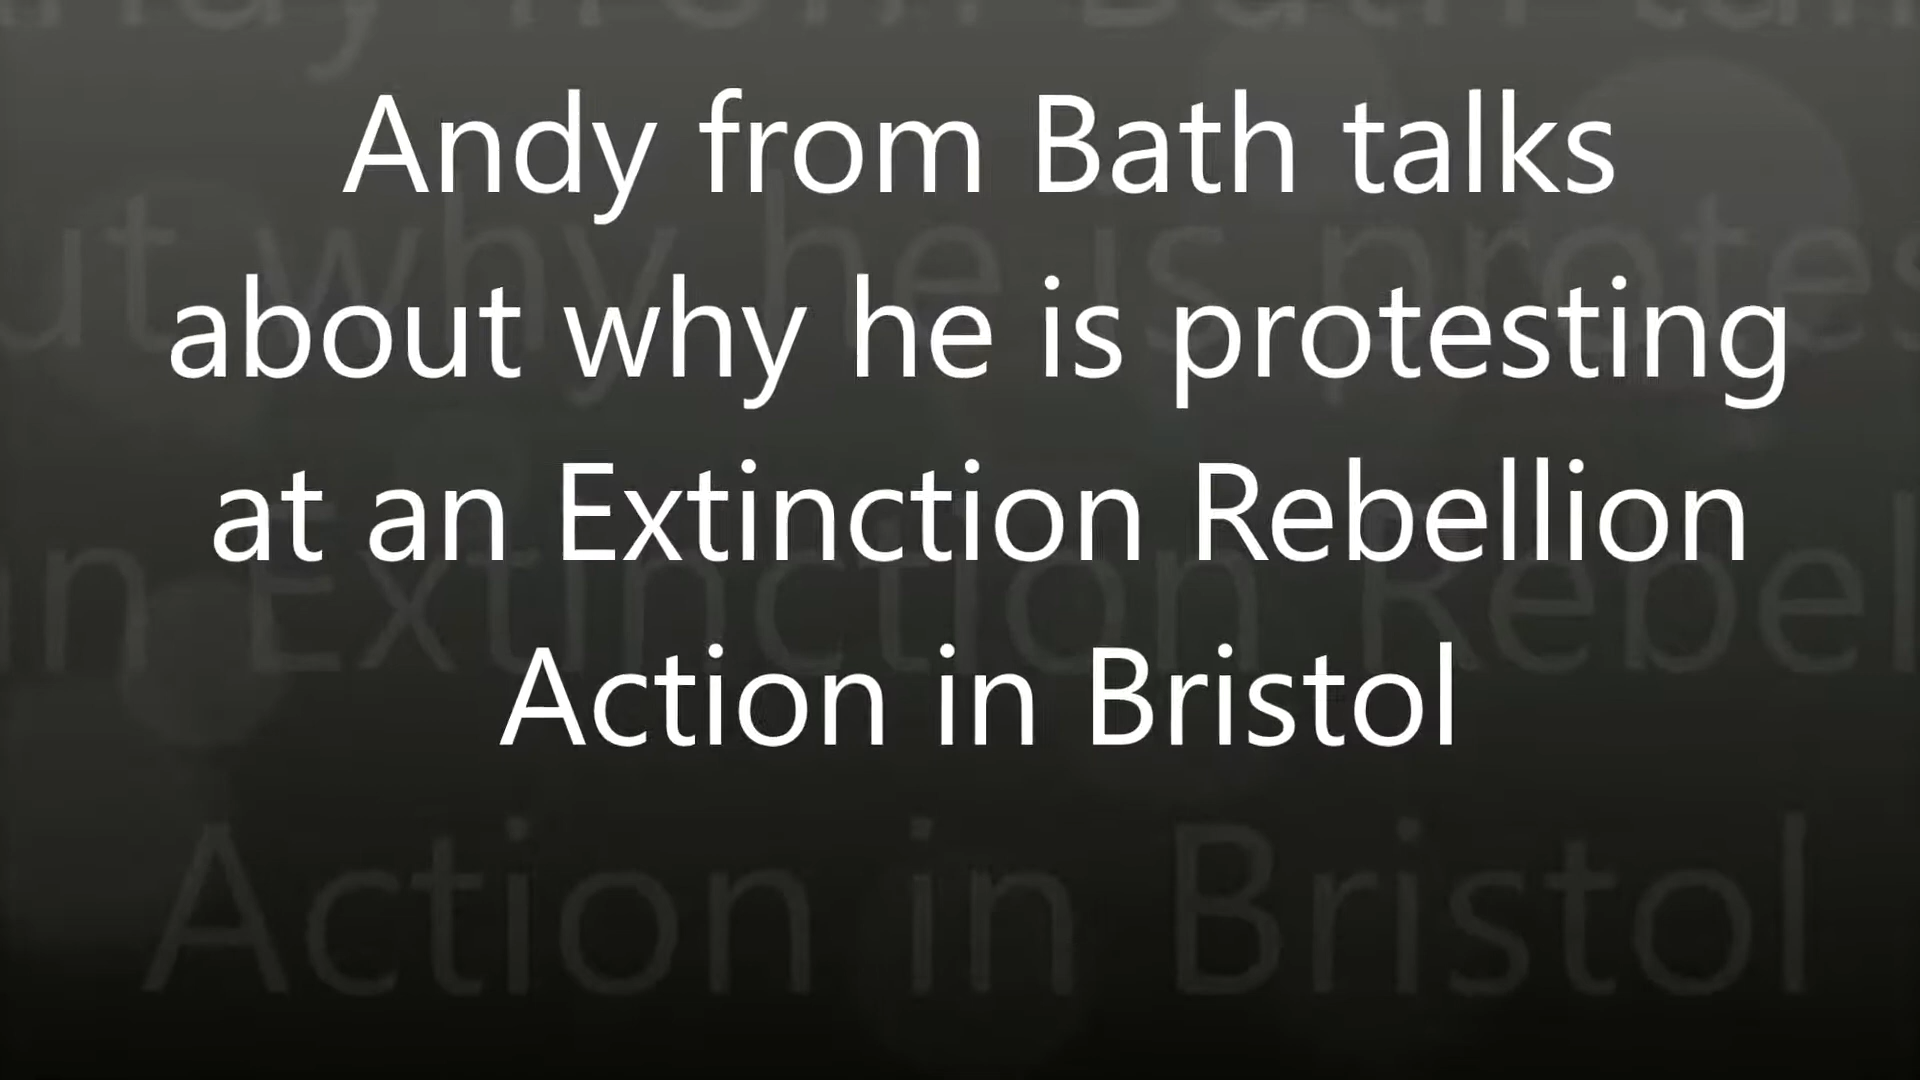 Andy from Bath talks
about why he is protesting
at an Extinction Rebellion
Action in Bristol